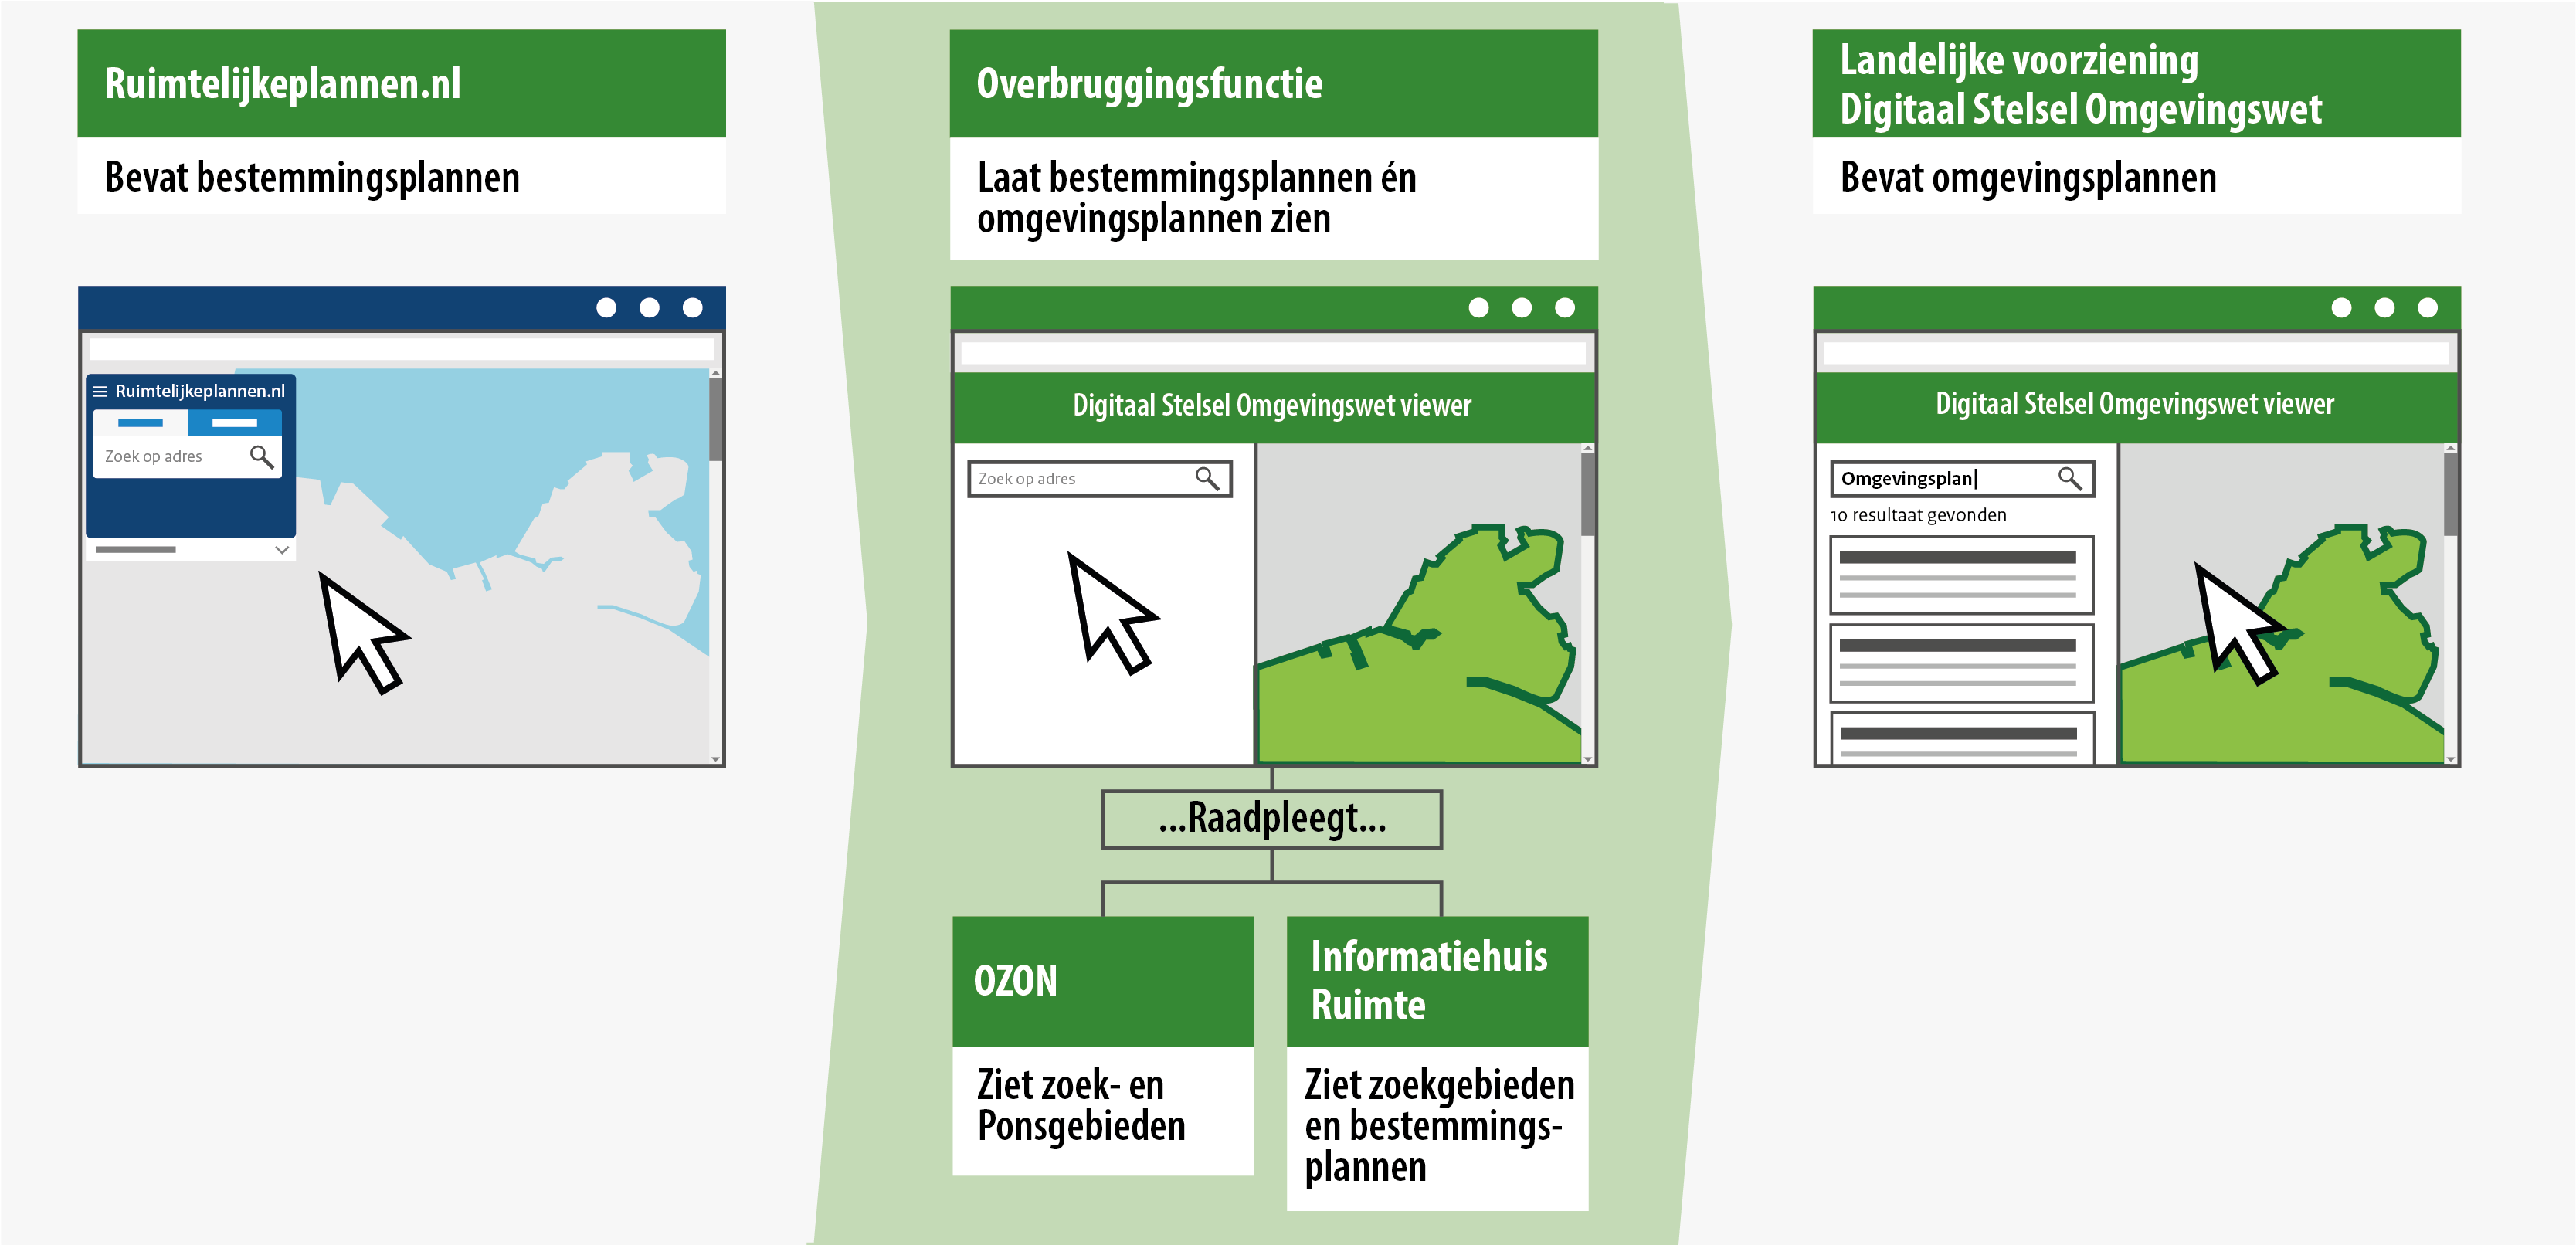 Ruimtelijkeplannen.nl
Bevat bestemmingsplannen
Ruimtelijkeplannen.nl
Zoek op adres
Overbruggingsfunctie
Laat bestemmingsplannen én
omgevingsplannen zien
Digitaal Stelsel Omgevingswet viewer
Zoek op adres
...Raadpleegt...
OZON
Ziet zoek- en
Ponsgebieden
Informatiehuis
Ruimte
Ziet zoekgebieden
en bestemmings-
plannen
Landelijke voorziening
Digitaal Stelsel Omgevingswet
Bevat omgevingsplannen
Digitaal Stelsel Omgevingswet viewer
Omgevingsplan
10 resultaat gevonden